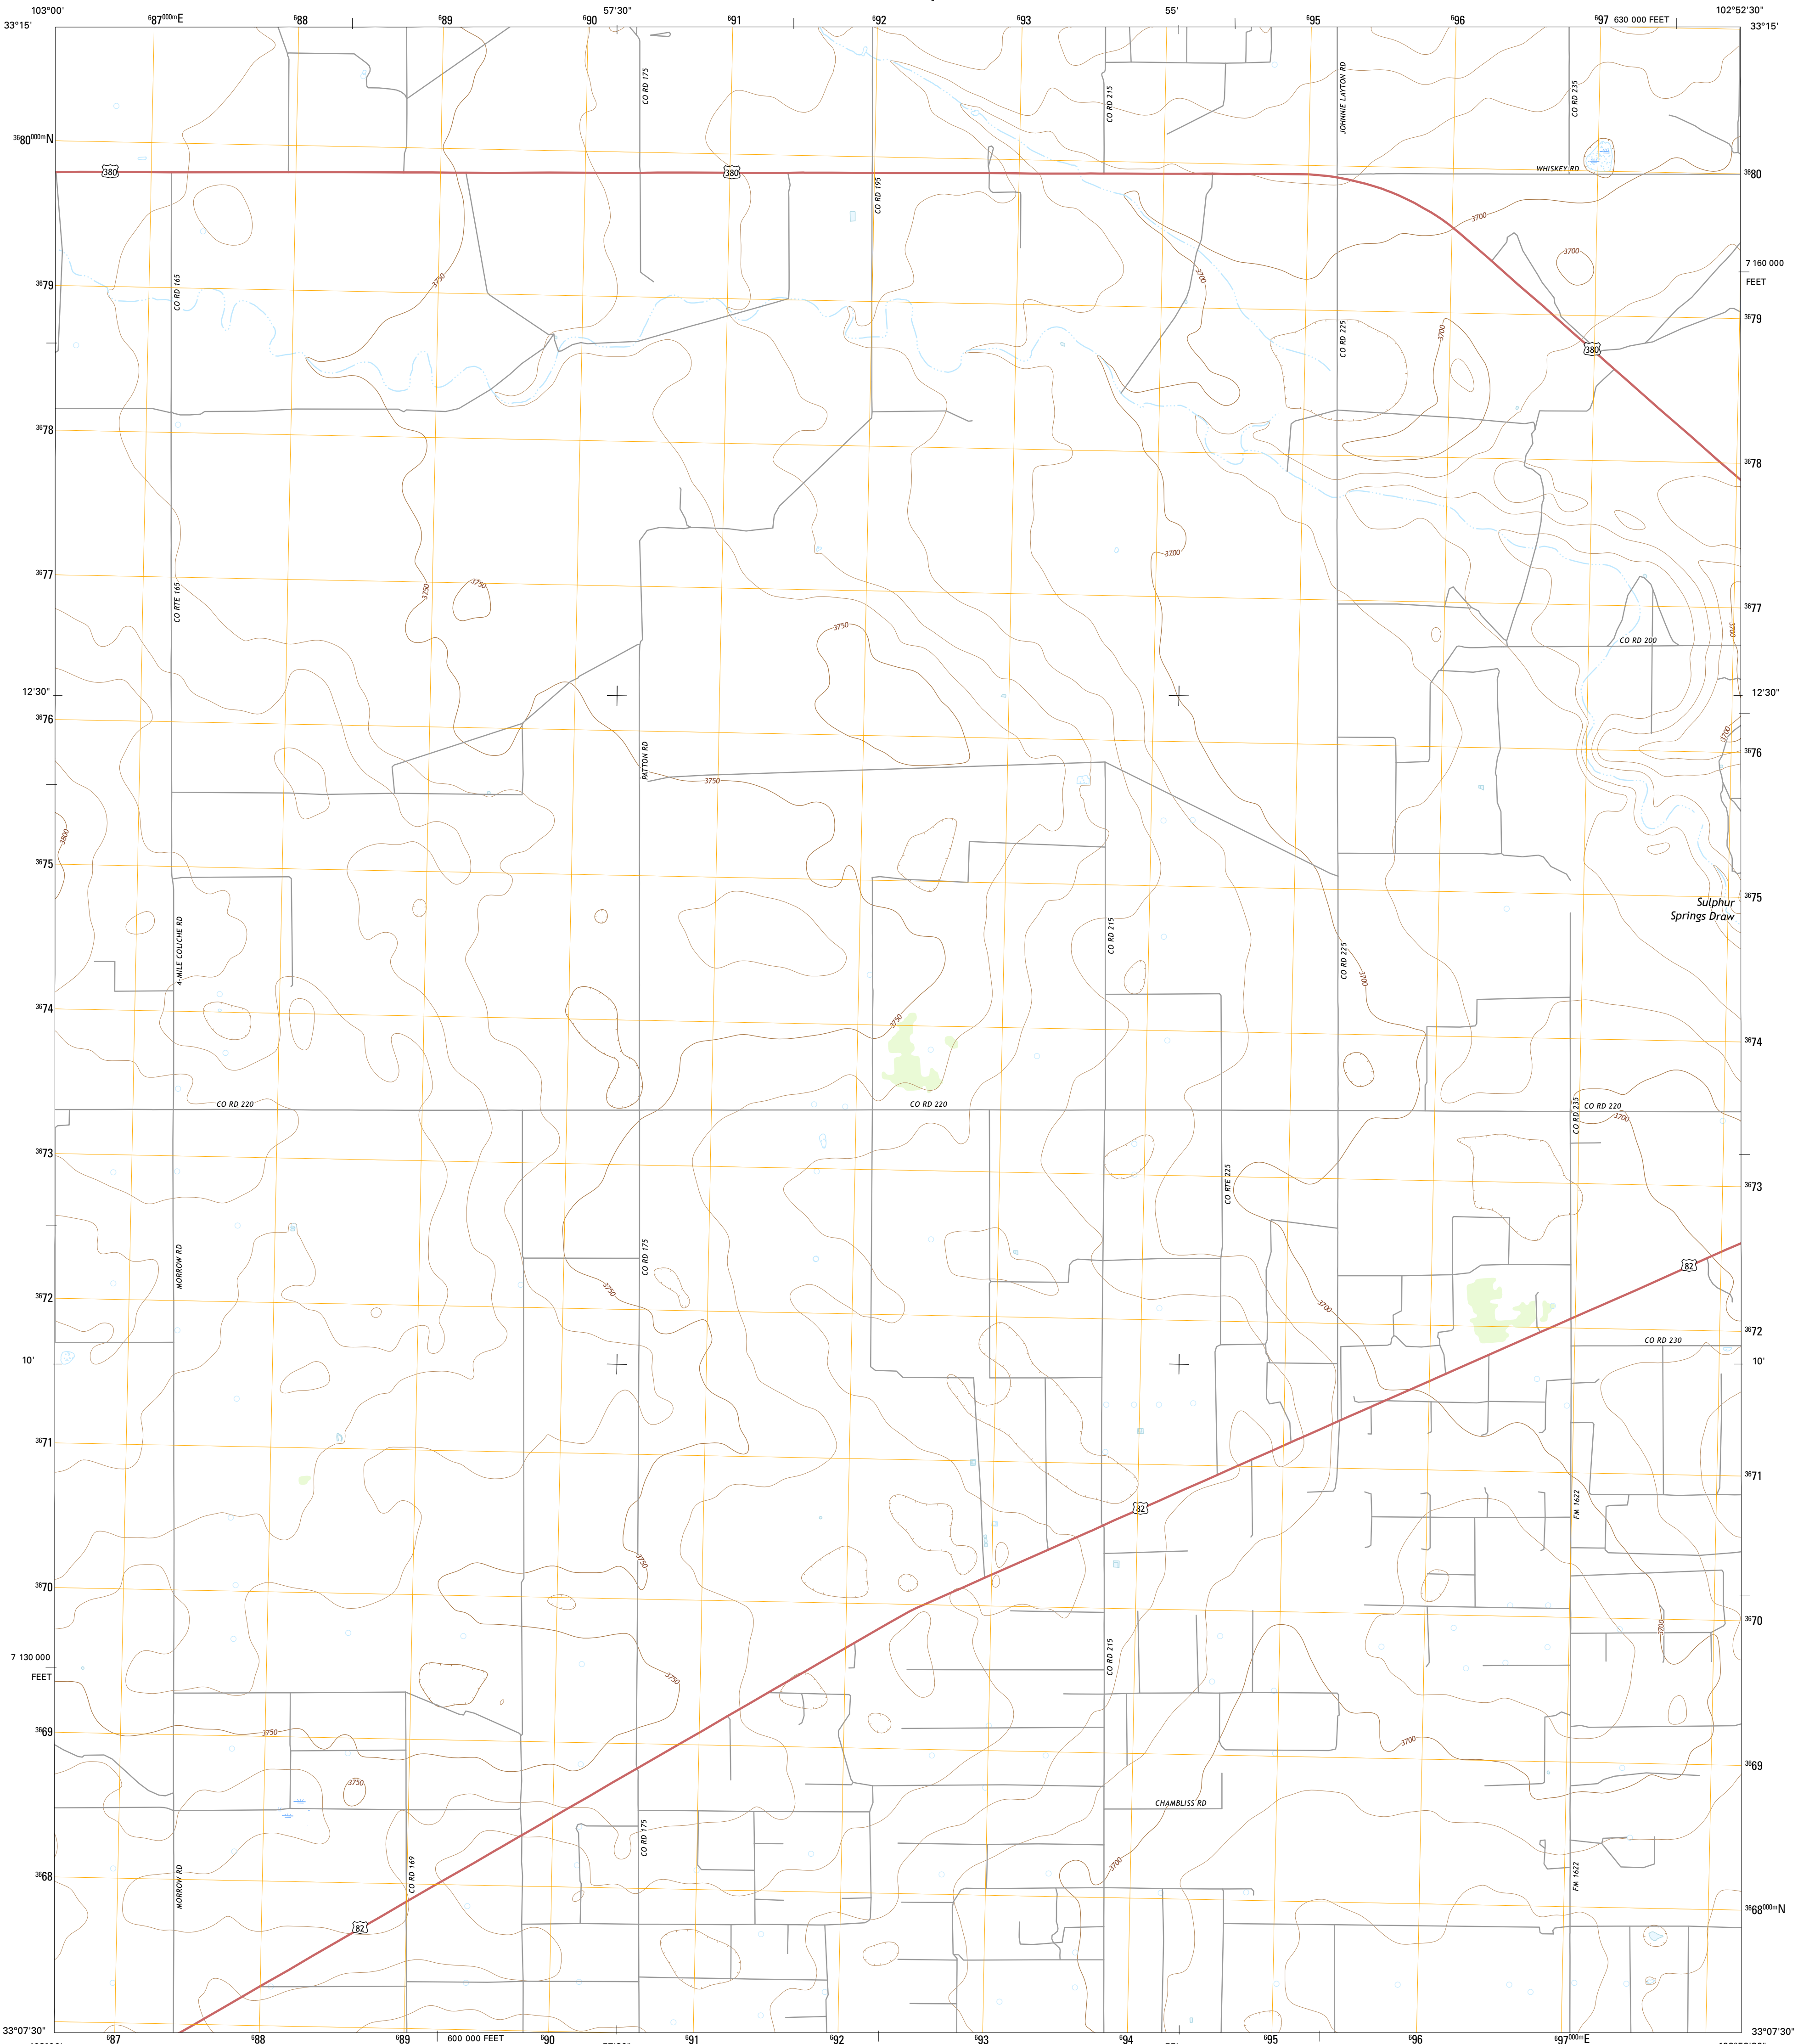 103°00' ⁶87⁰⁰⁰ᵐE ⁶88 ⁶89 ⁶90 57'30" ⁶91 ⁶92 ⁶93 55' ⁶95 ⁶96 ⁶97 630 000 FEET 102°52'30"
33°15' 33°15'
CO RD 175
CO RD 215
JOHNNIE LAYTON RD
CO RD 235
³⁶80⁰⁰⁰ᵐN
380 380 WHISKEY RD ³⁶80
CO RD 195
3700
3700 7 160 000
FEET
³⁶79 CO RD 165 3750 3700
³⁶79
CO RD 225 3700 380
³⁶78
³⁶78
3700
³⁶77
CO RTE 165 3750 3750
³⁶77
3750 3700
CO RD 200
12'30" 12'30"
³⁶76
3700
³⁶76
PATTON RD 3750
3800
³⁶75
³⁶75
Sulphur
Springs Draw
4-MILE COLICHE RD
CO RD 215
CO RD 225
3700
³⁶74
3750
³⁶74
CO RD 220 CO RD 220 CO RD 220
CO RD 235
3700
³⁶73
CO RTE 225
³⁶73
MORROW RD
CO RD 175
82
3750
³⁶72
3700
³⁶72
CO RD 230
10' 10'
³⁶71
³⁶71
82
FM 1622
3750
³⁶70
³⁶70
3700
7 130 000
FEET
CO RD 215
3750
³⁶69 3750
3700
³⁶69
3750
CHAMBLISS RD
CO RD 175
3700
³⁶68
MORROW RD
CO RD 169
FM 1622
³⁶68⁰⁰⁰ᵐN
82
33°07'30" 33°07'30"
⁶87 ⁶88 ⁶89 600 000 FEET ⁶90 ⁶91 ⁶92 ⁶93 ⁶94 ⁶95 ⁶96 ⁶97⁰⁰⁰ᵐE